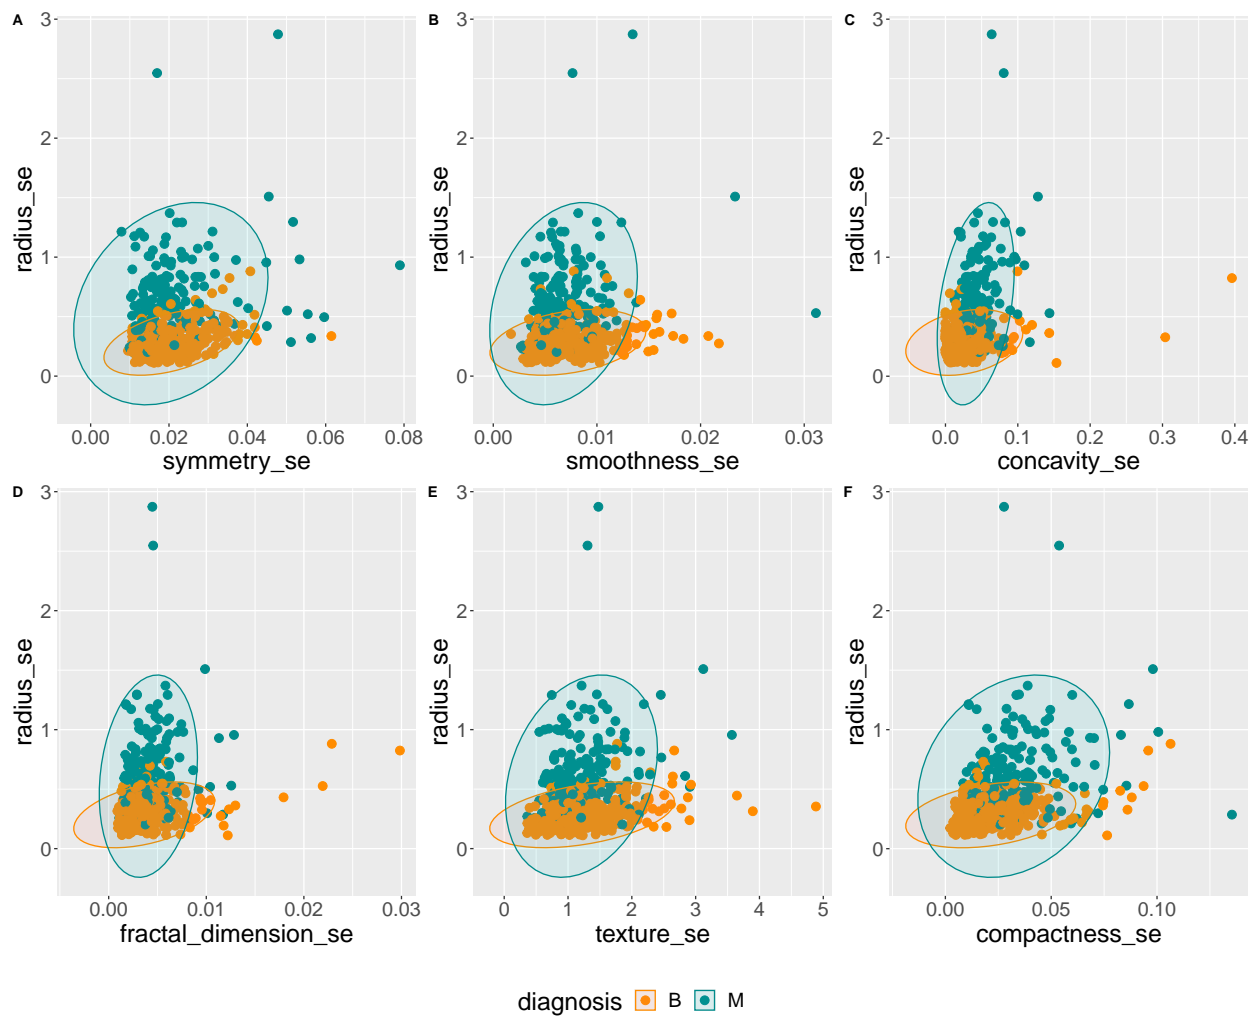 A
B
C
3
2
1
0
radius_se
3
2
1
0
radius_se
3
2
1
0
radius_se
0.00 0.02 0.04 0.06 0.08
0.00 0.01 0.02 0.03
0.0 0.1 0.2 0.3 0.4
symmetry_se
smoothness_se
concavity_se
D
E
F
3
2
1
0
radius_se
3
2
1
0
radius_se
3
2
1
0
radius_se
0.00 0.01 0.02 0.03
0 1 2 3 4 5
0.00 0.05 0.10
fractal_dimension_se
texture_se
compactness_se
diagnosis B M